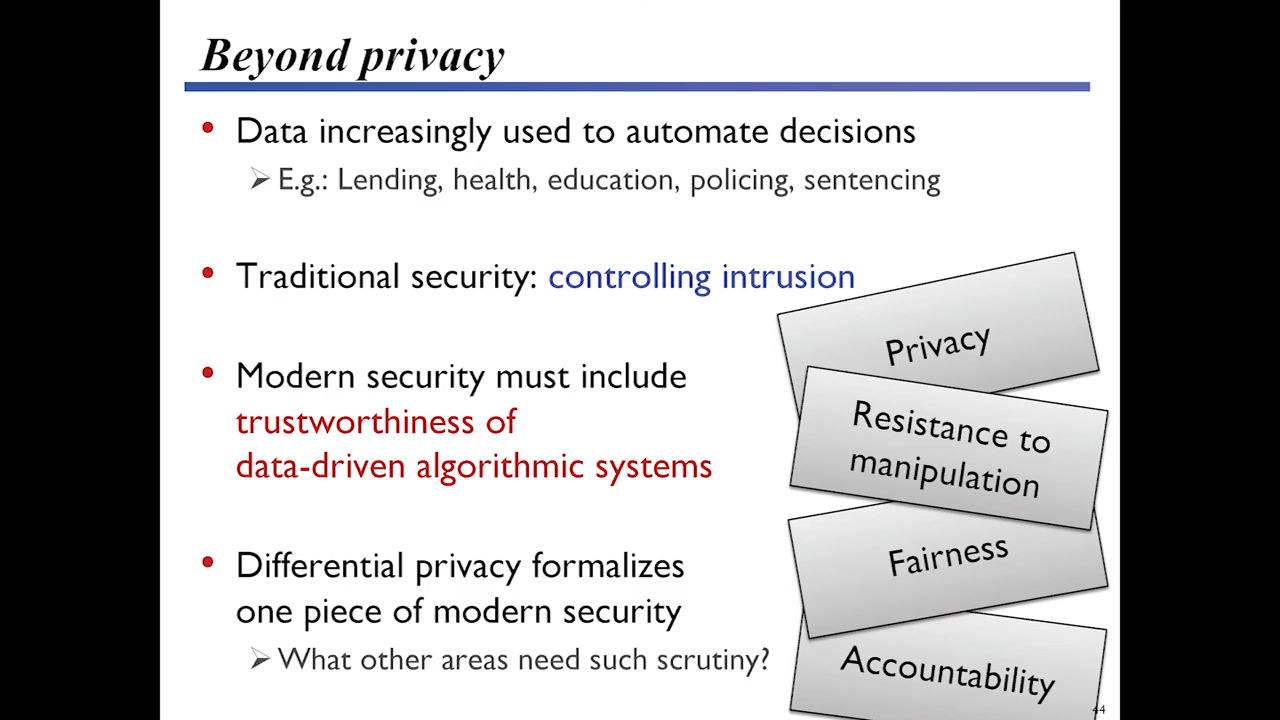 Beyond privacy
• Data increasingly used to automate decisions
➢ E.g.: Lending, health, education, policing, sentencing
• Traditional security: controlling intrusion
• Modern security must include
trustworthiness of
data-driven algorithmic systems
• Differential privacy formalizes
one piece of modern security
➢ What other areas need such scrutiny?
Privacy
Resistance to
manipulation
Fairness
Accountability
44